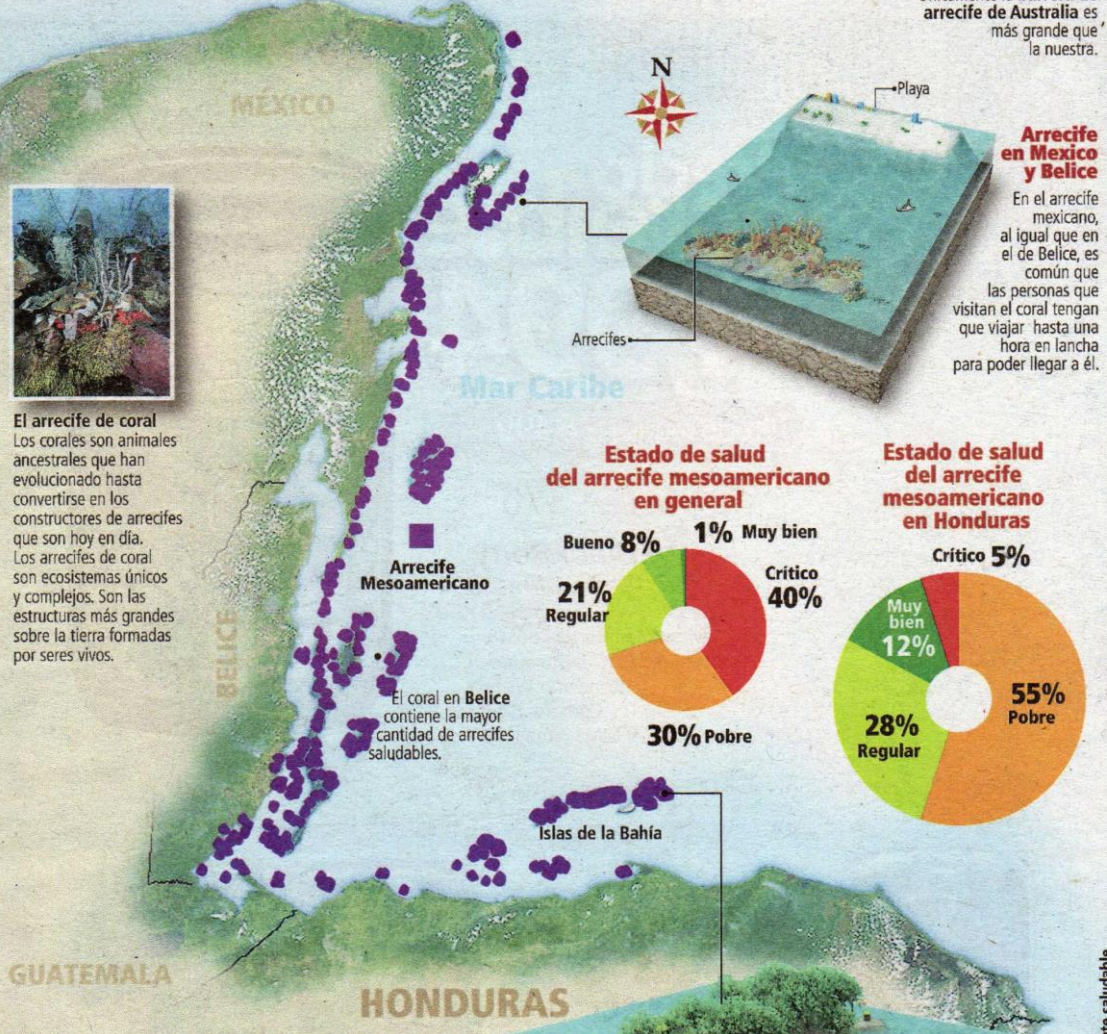 arrecife de Australia es
más grande que
la nuestra.
MÉXICO
N
Playa
Arrecife
en Mexico
y Belice
En el arrecife
mexicano,
al igual que en
el de Belice, es
común que
las personas que
visitan el coral tengan
que viajar hasta una
hora en lancha
para poder llegar a él.
Arrecifes
Mar Caribe
El arrecife de coral
Los corales son animales
ancestrales que han
evolucionado hasta
convertirse en los
constructores de arrecifes
que son hoy en día.
Los arrecifes de coral
son ecosistemas únicos
y complejos. Son las
estructuras más grandes
sobre la tierra formadas
por seres vivos.
Arrecife
Mesoamericano
Estado de salud
del arrecife mesoamericano
en general
Bueno 8%
1% Muy bien
21%
Regular
Crítico
40%
30% Pobre
Estado de salud
del arrecife
mesoamericano
en Honduras
Crítico 5%
Muy
bien
12%
55%
Pobre
28%
Regular
BELICE
El coral en Belice
contiene la mayor
cantidad de arrecifes
saludables.
Islas de la Bahía
GUATEMALA
HONDURAS
e saludable